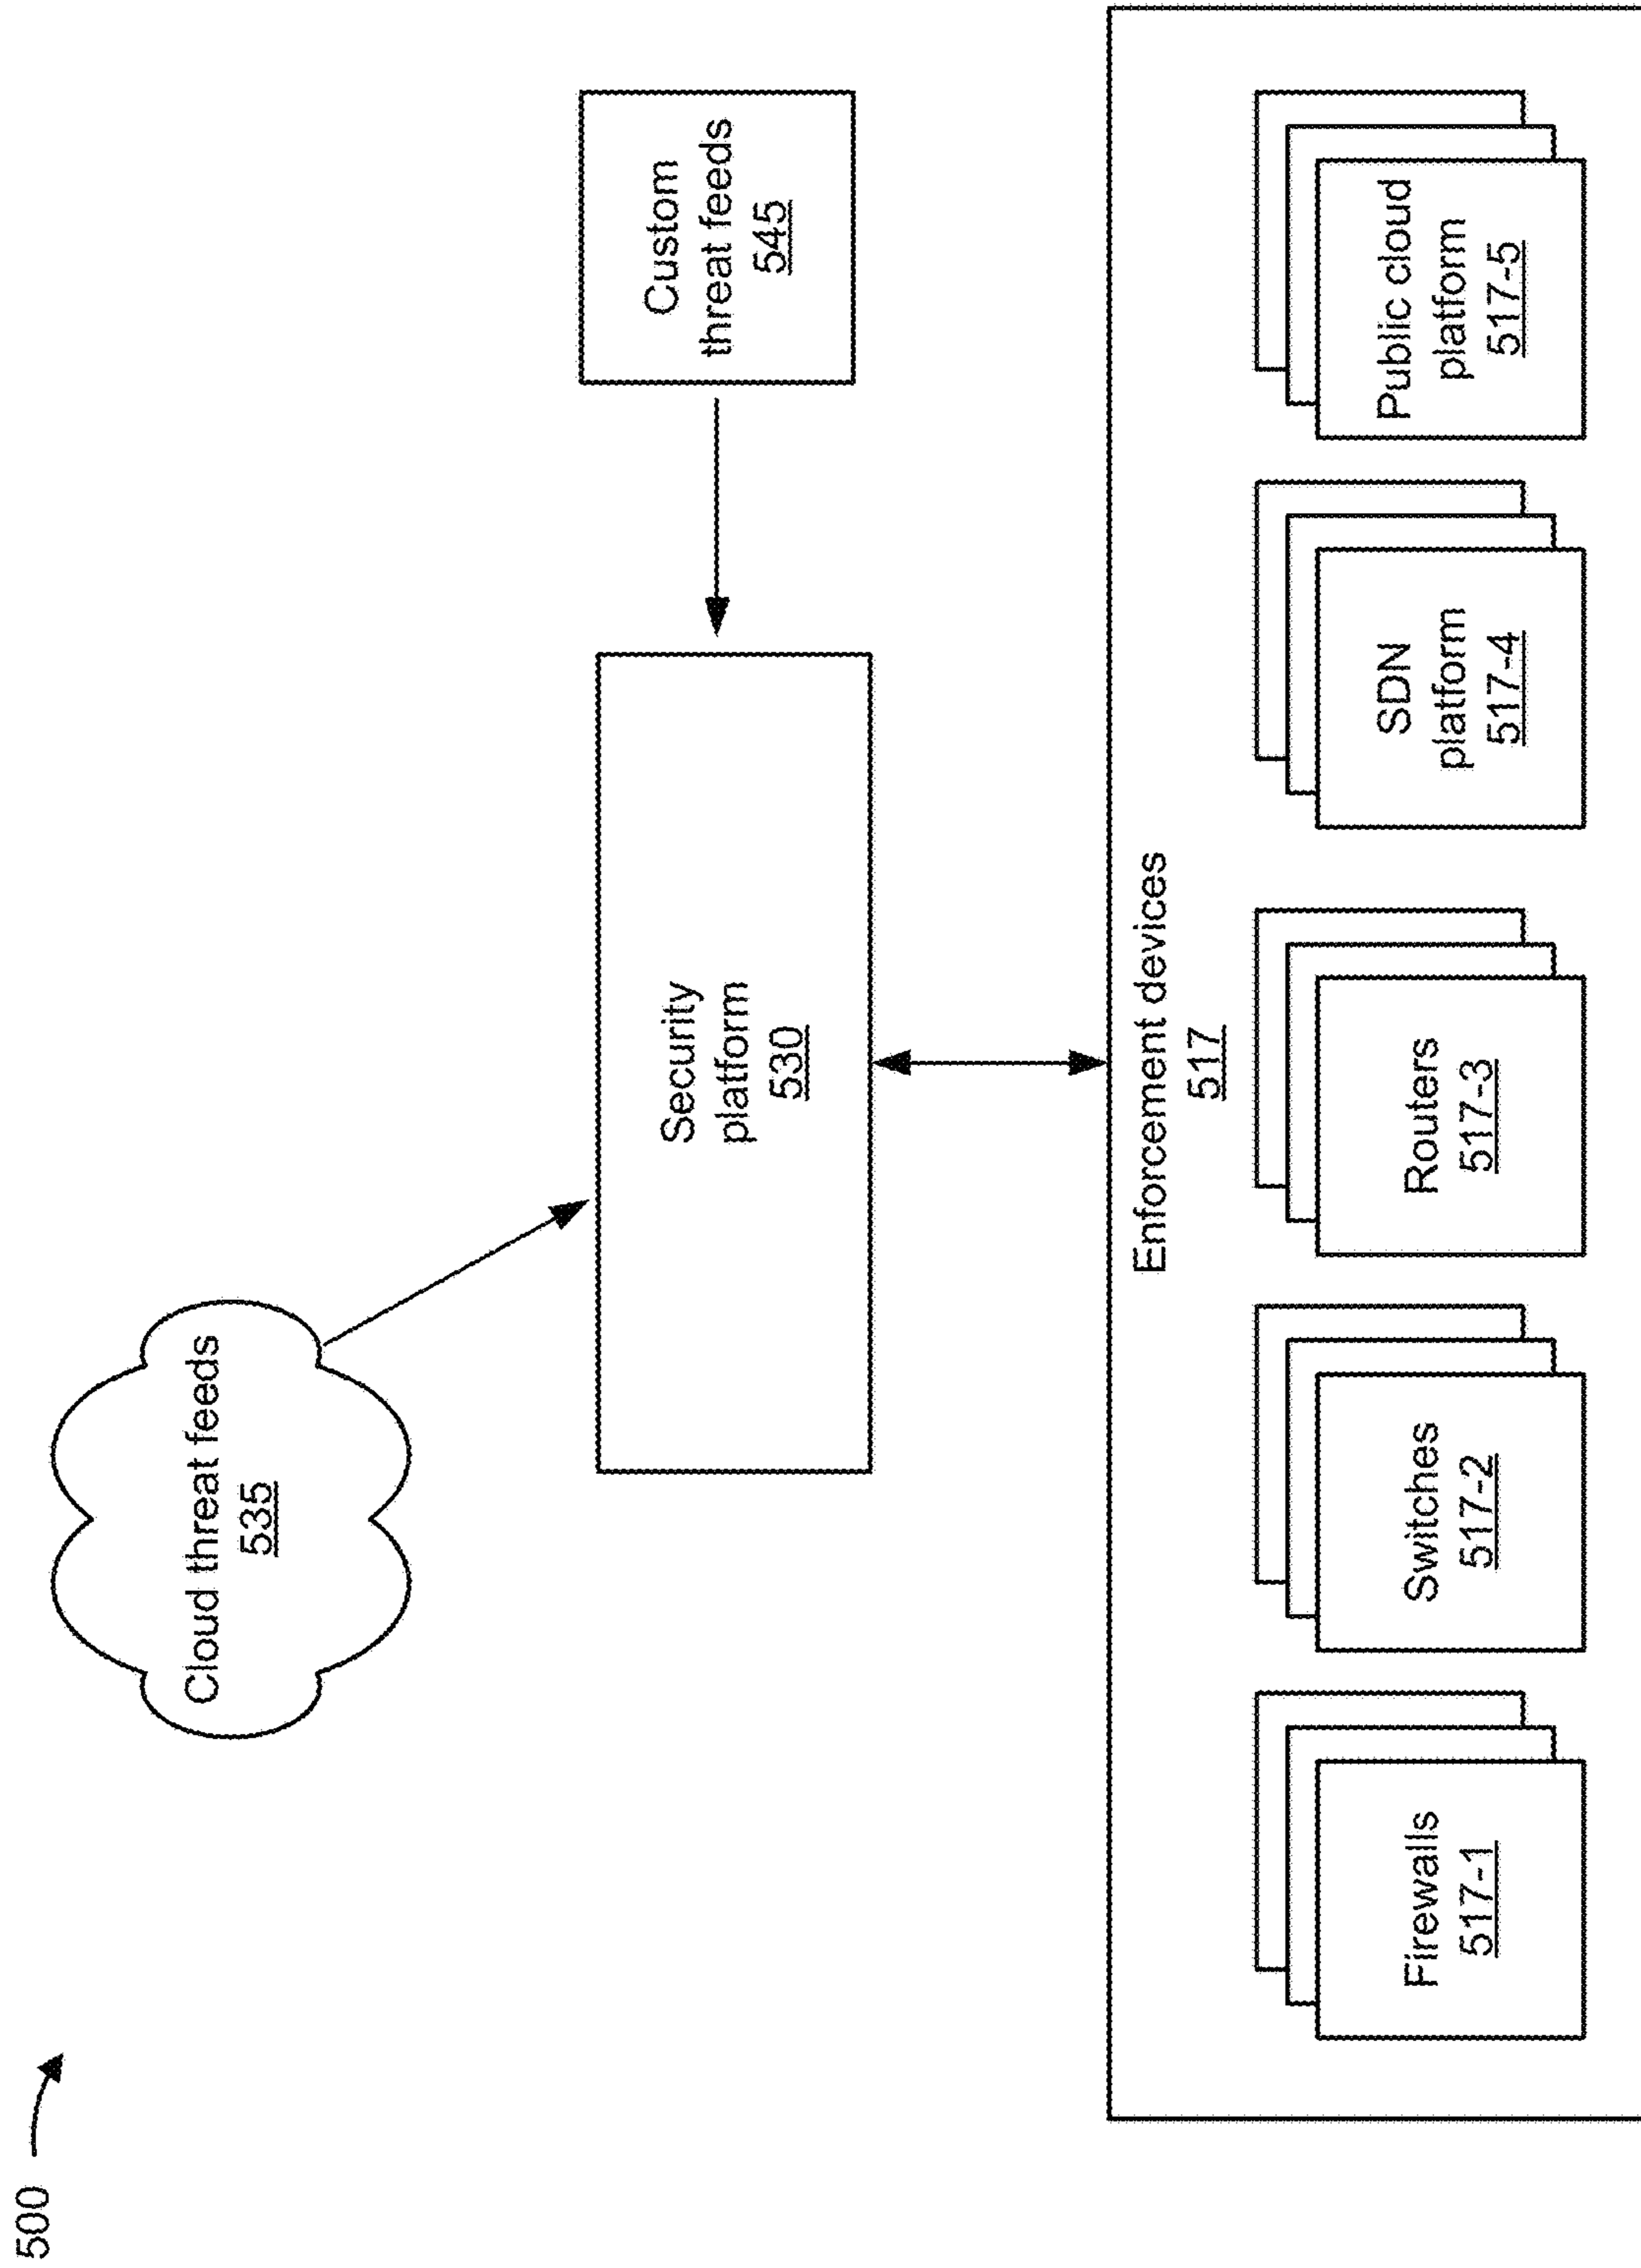 500
Cloud threat feeds
535
Custom
threat feeds
545
Security
platform
530
Enforcement devices
517
Firewalls
517-1
Switches
517-2
Routers
517-3
SDN
platform
517-4
Public cloud
platform
517-5